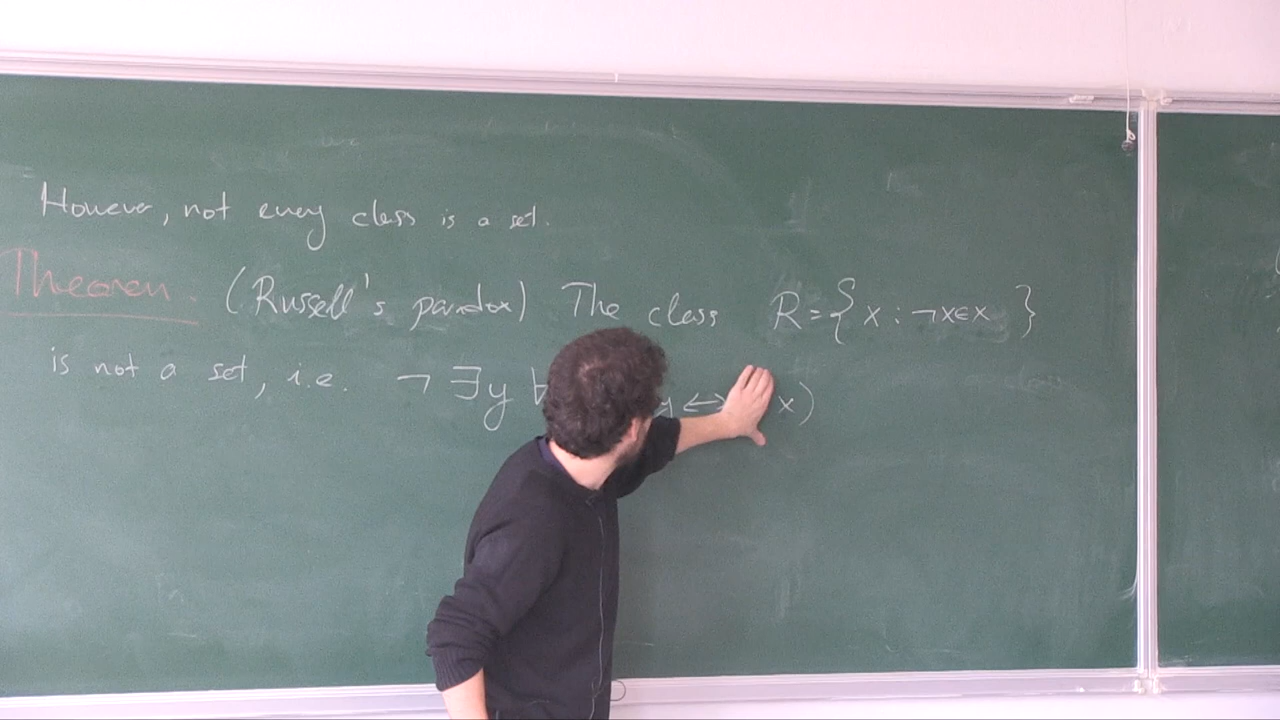 However, not every class is a set.
Theorem: (Russell's paradox) The class R = { x : ¬x∈x }
is not a set, i.e. ¬ ∃y ∀ y ↔ x)